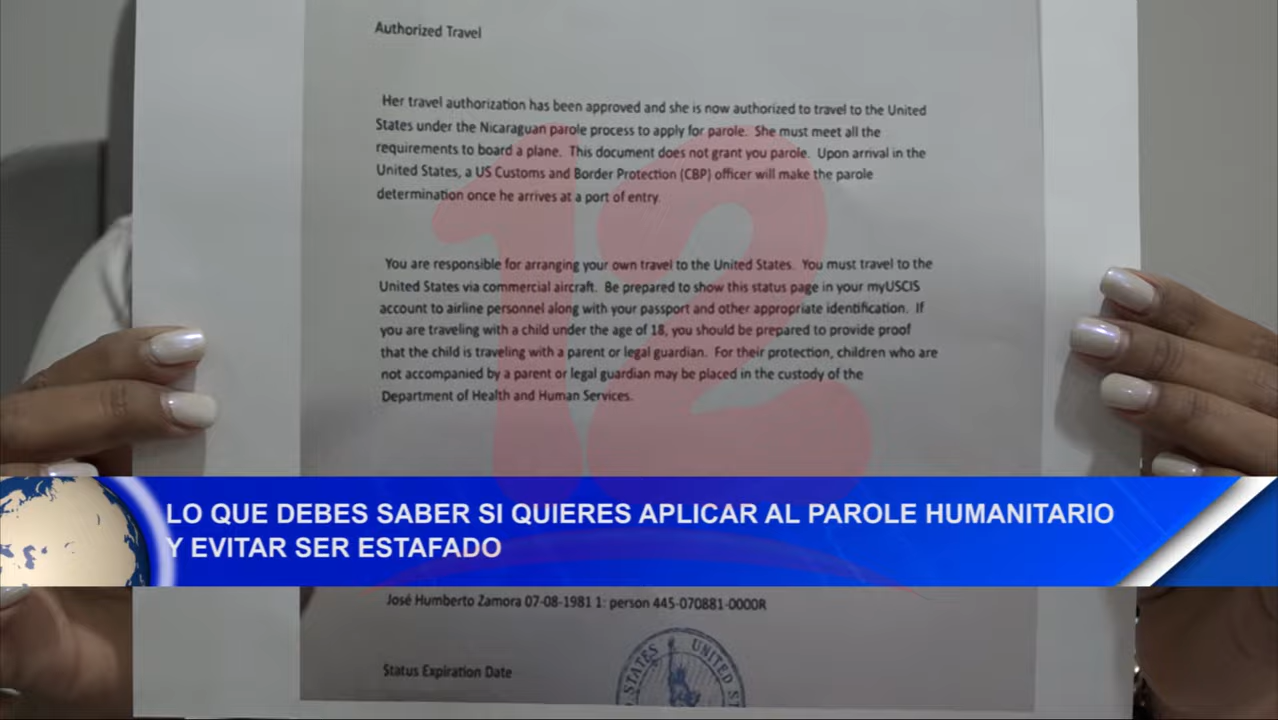 Authorized Travel
Her travel authorization has been approved and she is now authorized to travel to the United
States under the Nicaraguan parole process to apply for parole. She must meet all the
requirements to board a plane. This document does not grant you parole. Upon arrival in the
United States, a US Customs and Border Protection (CBP) officer will make the parole
determination once he arrives at a port of entry.
You are responsible for arranging your own travel to the United States. You must travel to the
United States via commercial aircraft. Be prepared to show this status page in your myUSCIS
account to airline personnel along with your passport and other appropriate identification. If
you are traveling with a child under the age of 18, you should be prepared to provide proof
that the child is traveling with a parent or legal guardian. For their protection, children who are
not accompanied by a parent or legal guardian may be placed in the custody of the
Department of Health and Human Services.
12
LO QUE DEBES SABER SI QUIERES APLICAR AL PAROLE HUMANITARIO
Y EVITAR SER ESTAFADO
José Humberto Zamora 07-08-1981 1: person 445-070881-0000R
Status Expiration Date
STATES UNITED ST